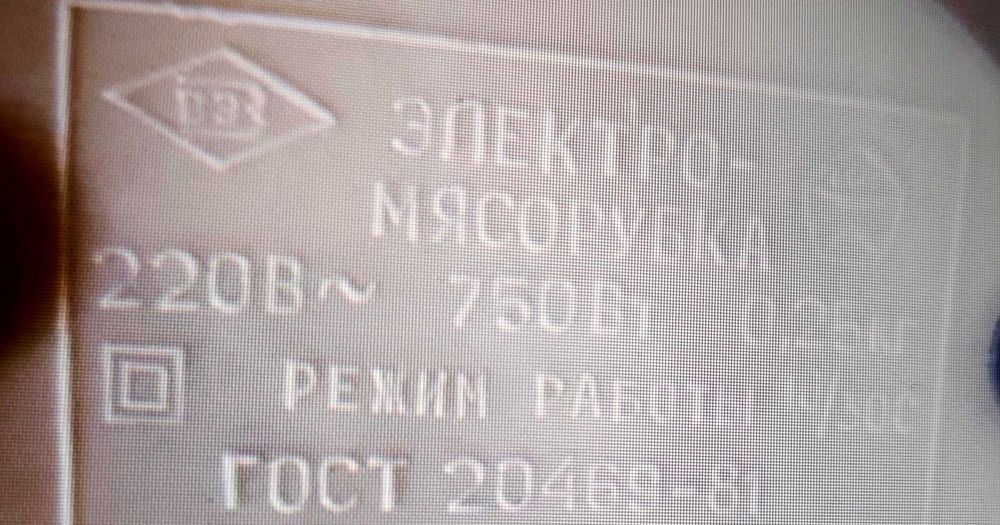 ЭЛЕКТРО-
МЯСОРУБКА
220В~ 750Вт
РЕЖИМ РАБОТЫ
ГОСТ 20469-81